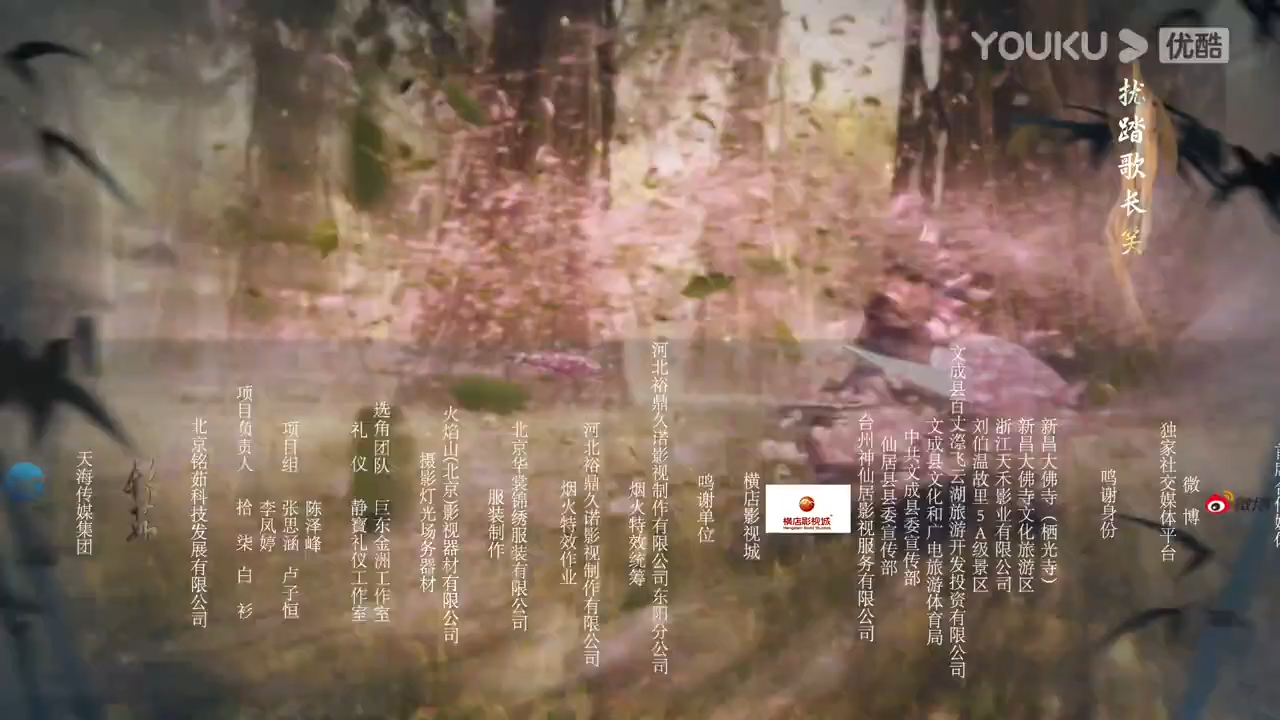 YOUKU 优酷
扰踏歌长笑
独家社交媒体平台
微博
鸣谢身份
新昌大佛寺（栖光寺）
新昌大佛寺文化旅游区
浙江天禾影业有限公司
刘伯温故里5A级景区
文成县百丈漈飞云湖旅游开发投资有限公司
文成县文化和广电旅游体育局
中共文成县委宣传部
仙居县县委宣传部
台州神仙居影视服务有限公司
横店影视城
横店影视城
鸣谢单位
河北裕鼎久诺影视制作有限公司东阳分公司
烟火特效统筹
河北裕鼎久诺影视制作有限公司
烟火特效作业
北京华裳锦绣服装有限公司
服装制作
火焰山(北京)影视器材有限公司
摄影灯光场务器材
选角团队 巨东金洲工作室
礼仪 静寶礼仪工作室
陈泽峰
项目组 张思涵 卢子恒
李凤婷
项目负责人 拾柒 白衫
北京铭茹科技发展有限公司
天海传媒集团